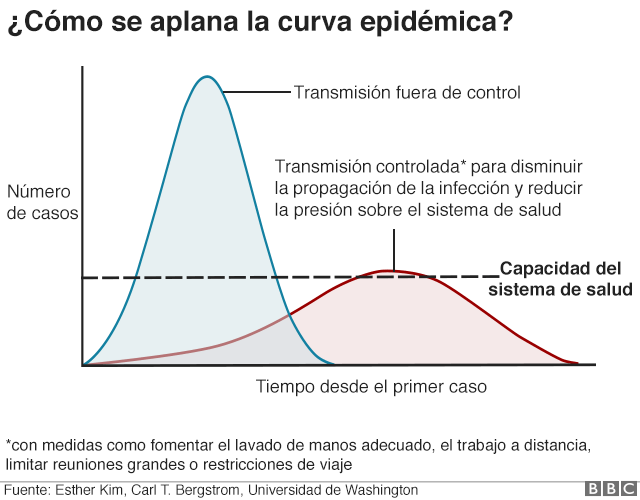 ¿Cómo se aplana la curva epidémica?
Transmisión fuera de control
Transmisión controlada* para disminuir
la propagación de la infección y reducir
la presión sobre el sistema de salud
Número
de casos
Capacidad del
sistema de salud
Tiempo desde el primer caso
*con medidas como fomentar el lavado de manos adecuado, el trabajo a distancia,
limitar reuniones grandes o restricciones de viaje
Fuente: Esther Kim, Carl T. Bergstrom, Universidad de Washington
BBC